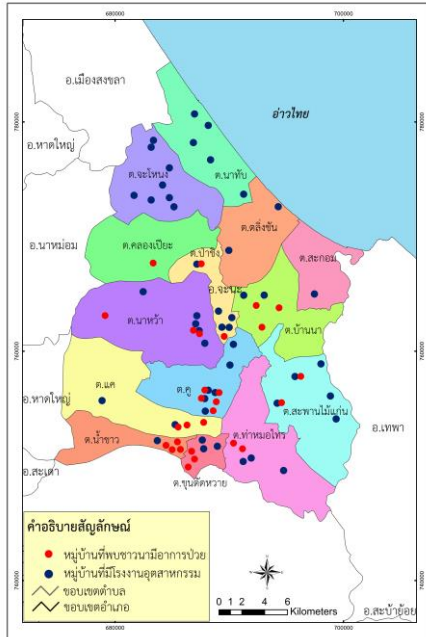 680000
700000
อ.เมืองสงขลา
อ่าวไทย
780000
780000
อ.หาดใหญ่
ต.นาทับ
ต.จะโหนง
ต.ตลิ่งชัน
อ.นาหม่อม
ต.คลองเปียะ
ต.ป่าชิง
ต.สะกอม
อ.จะนะ
ต.นาหว้า
ต.บ้านนา
760000
760000
ต.แค
ต.คู
อ.หาดใหญ่
ต.สะพานไม้แก่น
อ.เทพา
ต.น้ำขาว
ต.ท่าหมอไทร
อ.สะเดา
ต.ขุนตัดหวาย
คำอธิบายสัญลักษณ์
หมู่บ้านที่พบชาวนามีอาการป่วย
หมู่บ้านที่มีโรงงานอุตสาหกรรม
ขอบเขตตำบล
ขอบเขตอำเภอ
N
740000
740000
0 1 2 4 6
Kilometers
อ.สะบ้าย้อย
680000
700000